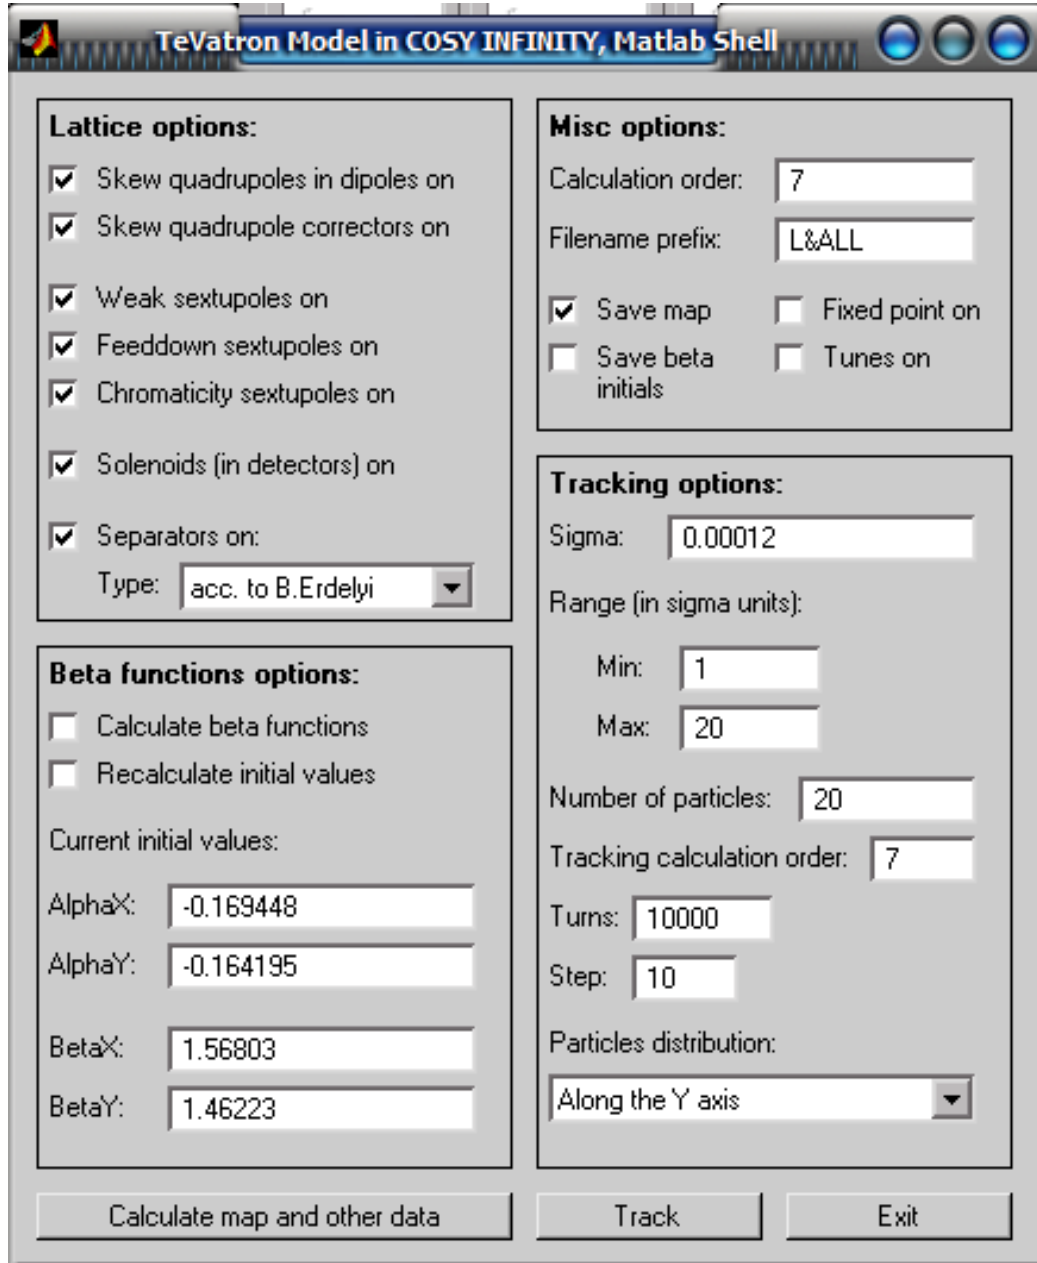 TeVatron Model in COSY INFINITY, Matlab Shell
Lattice options:
Skew quadrupoles in dipoles on
Skew quadrupole correctors on
Weak sextupoles on
Feeddown sextupoles on
Chromaticity sextupoles on
Solenoids (in detectors) on
Separators on:
Type: acc. to B.Erdelyi
Beta functions options:
Calculate beta functions
Recalculate initial values
Current initial values:
AlphaX: -0.169448
AlphaY: -0.164195
BetaX: 1.56803
BetaY: 1.46223
Misc options:
Calculation order: 7
Filename prefix: L&ALL
Save map Fixed point on
Save beta Tunes on
initials
Tracking options:
Sigma: 0.00012
Range (in sigma units):
Min: 1
Max: 20
Number of particles: 20
Tracking calculation order: 7
Turns: 10000
Step: 10
Particles distribution:
Along the Y axis
Calculate map and other data Track Exit